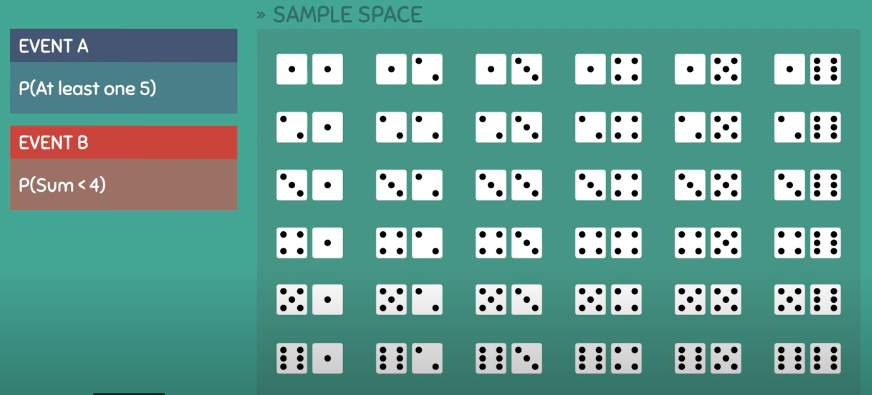 » SAMPLE SPACE
EVENT A
P(At least one 5)
EVENT B
P(Sum < 4)